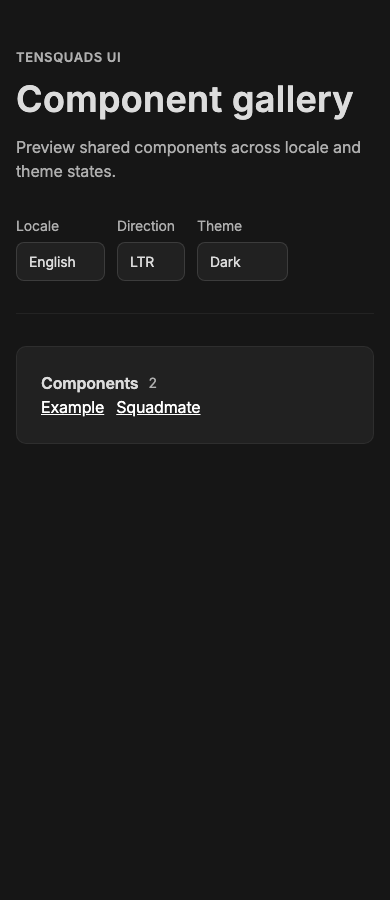 TENSQUADS UI
Component gallery
Preview shared components across locale and
theme states.
Locale Direction Theme
English LTR Dark
Components 2
Example Squadmate